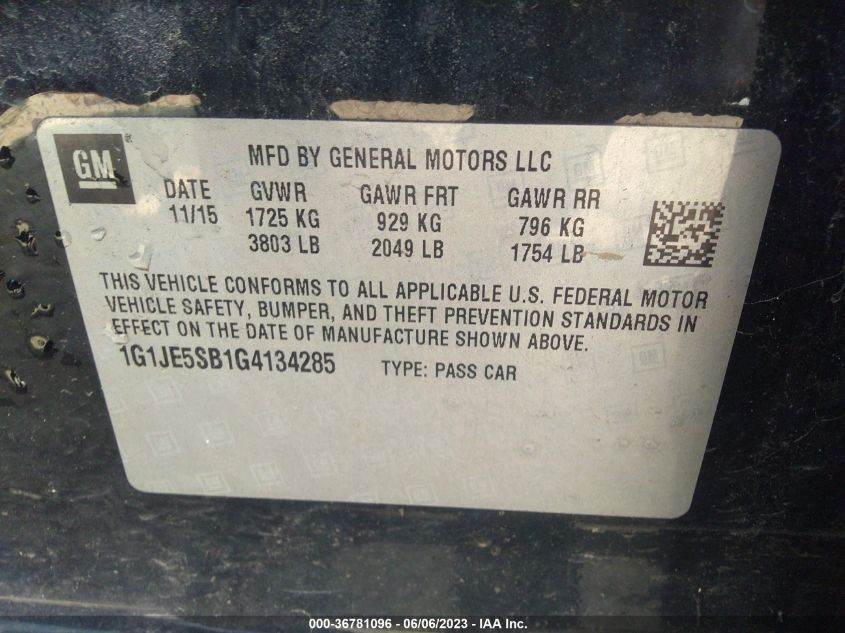 GM ®
MFD BY GENERAL MOTORS LLC
DATE GVWR GAWR FRT GAWR RR
11/15 1725 KG 929 KG 796 KG
3803 LB 2049 LB 1754 LB
THIS VEHICLE CONFORMS TO ALL APPLICABLE U.S. FEDERAL MOTOR
VEHICLE SAFETY, BUMPER, AND THEFT PREVENTION STANDARDS IN
EFFECT ON THE DATE OF MANUFACTURE SHOWN ABOVE.
1G1JE5SB1G4134285 TYPE: PASS CAR
000-36781096 - 06/06/2023 - IAA Inc.